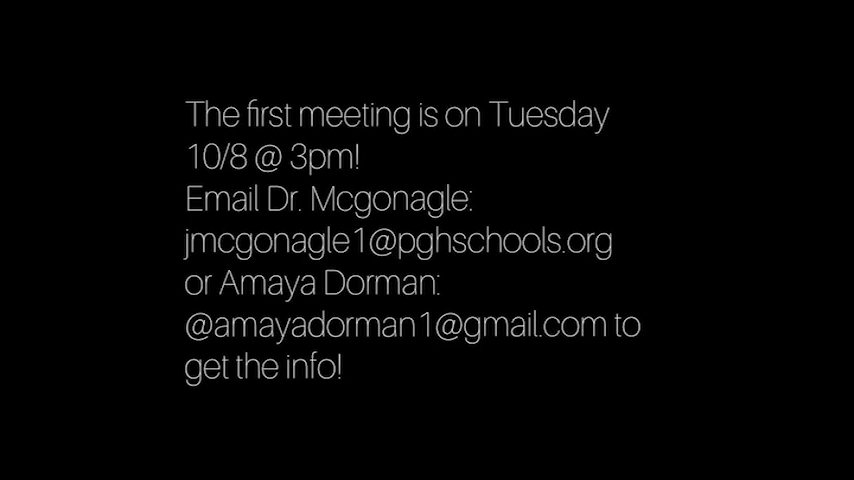 The first meeting is on Tuesday
10/8 @ 3pm!
Email Dr. Mcgonagle:
jmcgonagle1@pghschools.org
or Amaya Dorman:
@amayadorman1@gmail.com to
get the info!